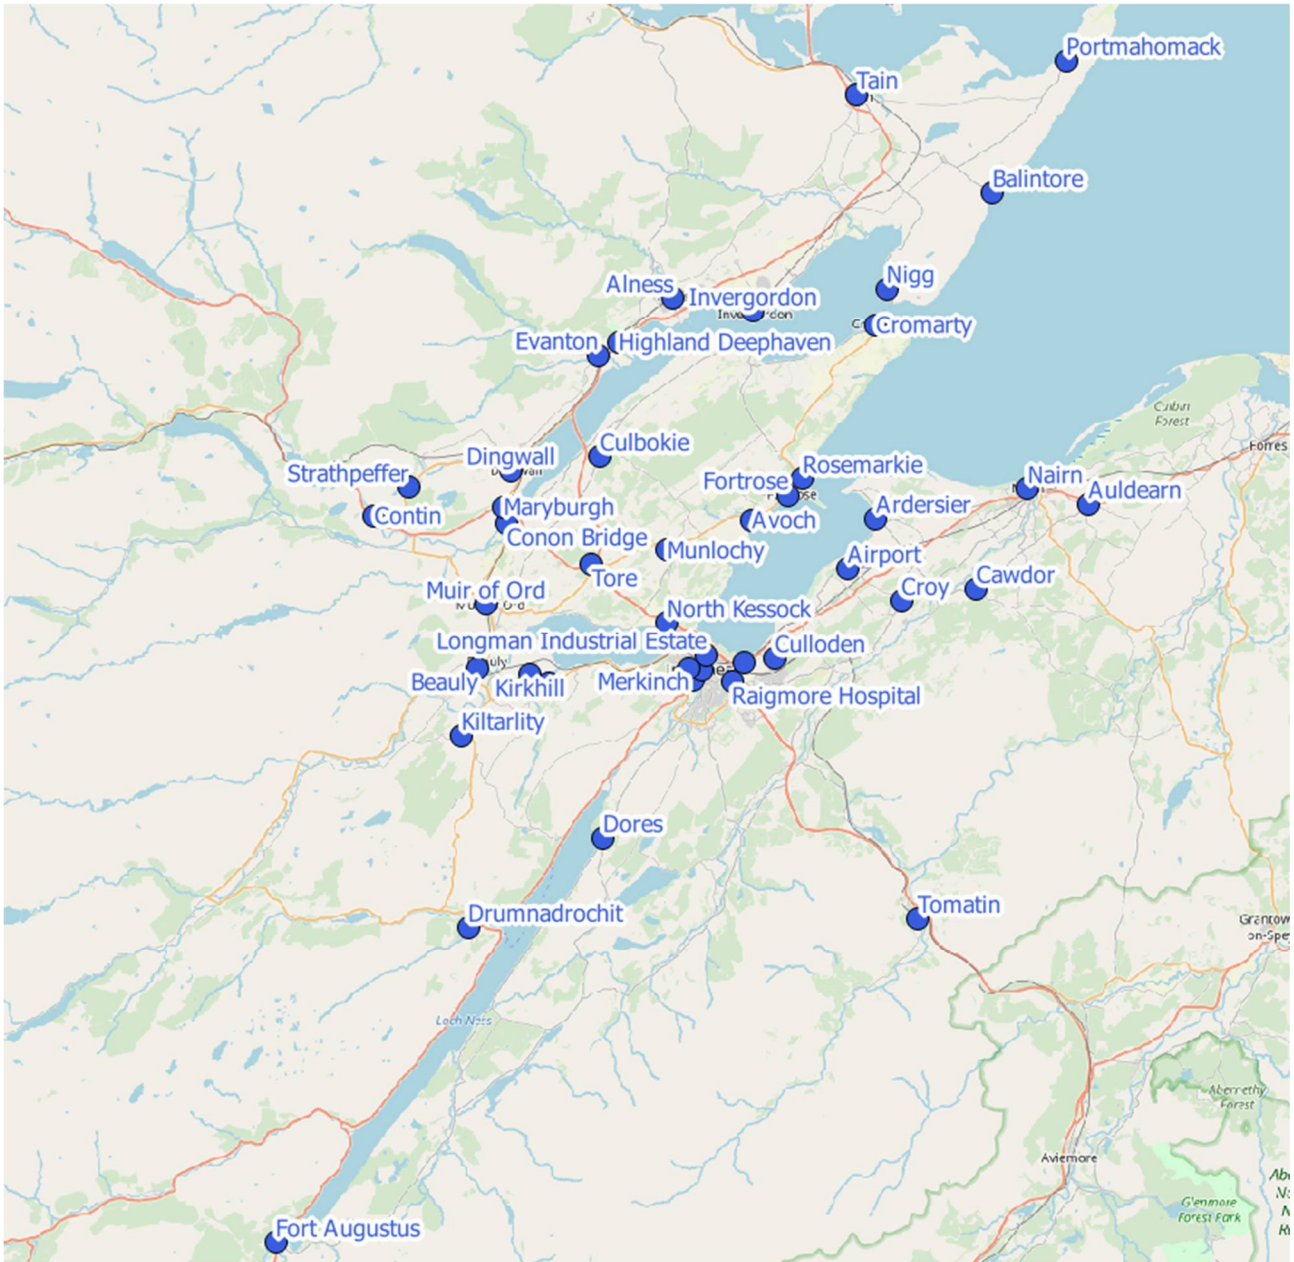 Portmahomack
Tain
Balintore
Nigg
Alness
Invergordon
Cromarty
Evanton
Highland Deephaven
Culbin
Forest
Forres
Culbokie
Dingwall
Strathpeffer
Rosemarkie
Fortrose
Nairn
Auldearn
Maryburgh
Contin
Ardersier
Avoch
Conon Bridge
Munlochy
Airport
Tore
Cawdor
Croy
Muir of Ord
North Kessock
Longman Industrial Estate
Culloden
Beauly
Kirkhill
Merkinch
Raigmore Hospital
Kiltarlity
Dores
Tomatin
Drumnadrochit
Grantow
on-Spe
Loch Ness
Abernethy
Forest
Aviemore
Glenmore
Forest Park
Fort Augustus